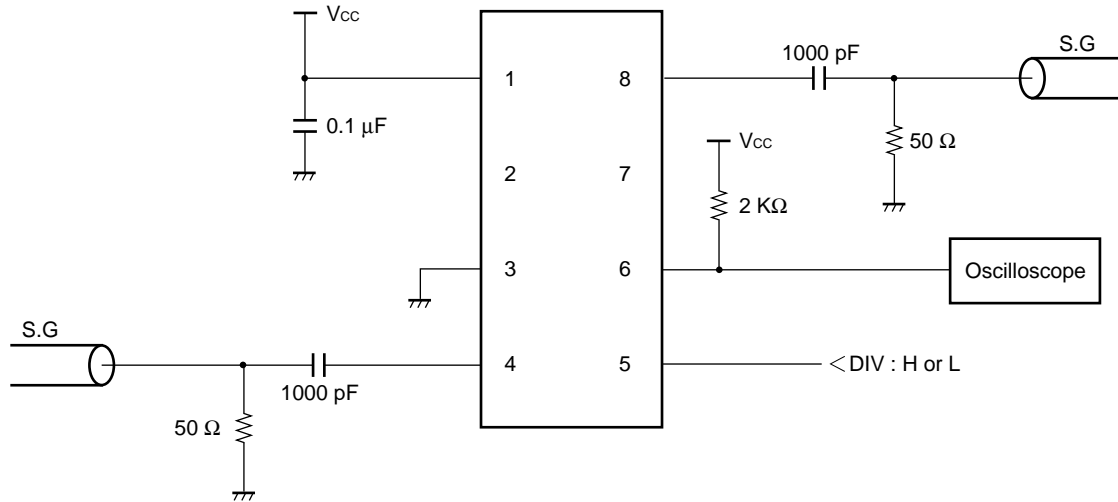 VCC
S.G
1000 pF
1
8
0.1 μF
50 Ω
VCC
2
7
2 KΩ
3
6
Oscilloscope
S.G
4
5
< DIV : H or L
1000 pF
50 Ω